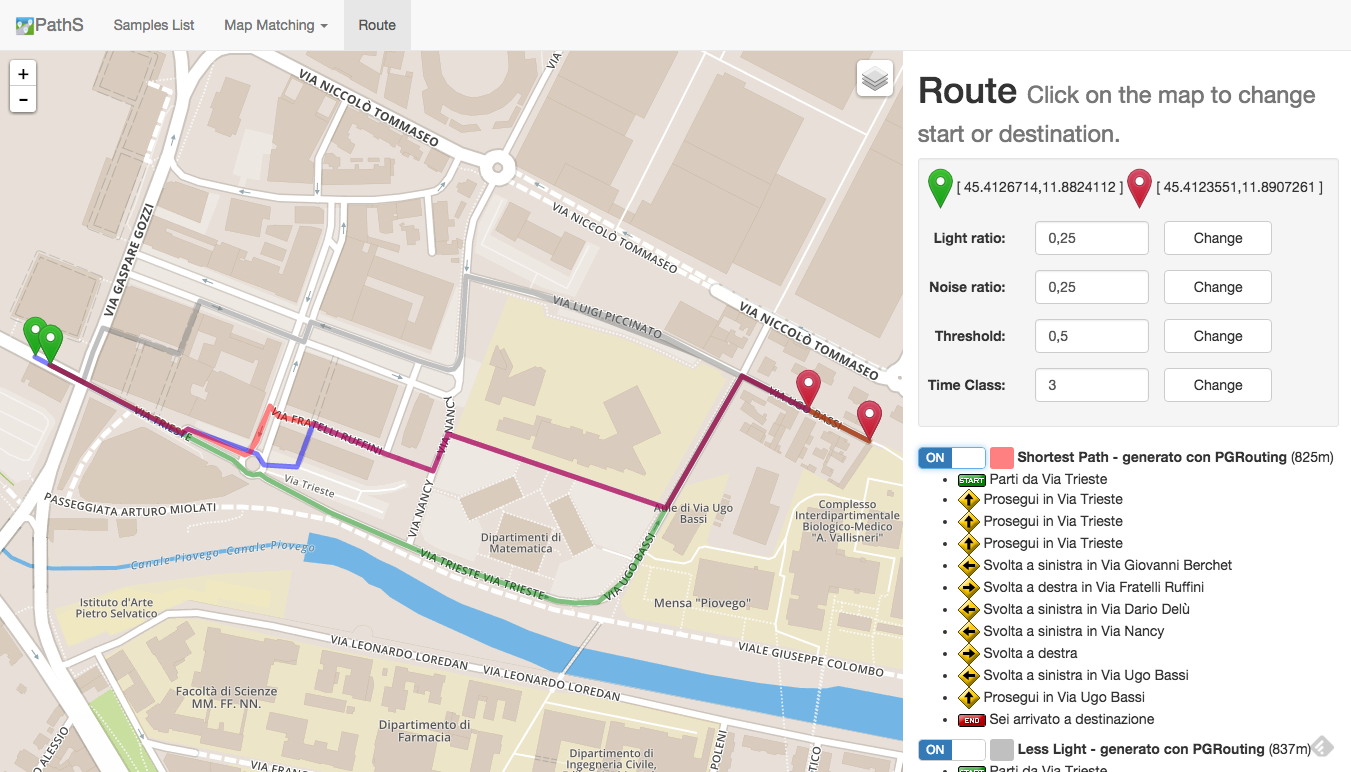 PathS
Samples List
Map Matching
Route
+
-
VIA NICCOLÒ TOMMASEO
VIA
VIA GASPARE GOZZI
VIA NICCOLÒ TOMMASEO
VIA LUIGI PICCINATO
VIA NICCOLÒ TOMMASEO
VIA TRIESTE
VIA FRATELLI RUFFINI
VIA NANCY
VIA UGO BASSI
Via Trieste
VIA NANCY
PASSEGGIATA ARTURO MIOLATI
Aule di Via Ugo
Bassi
Complesso
Interdipartimentale
Biologico-Medico
"A. Vallisneri"
Dipartimenti di
Matematica
Canale Piovego Canale Piovego
VIA TRIESTE VIA TRIESTE
VIA UGO BASSI
Istituto d'Arte
Pietro Selvatico
Mensa "Piovego"
VIA LEONARDO LOREDAN
VIA LEONARDO LOREDAN
VIALE GIUSEPPE COLOMBO
Facoltà di Scienze
MM. FF. NN.
Dipartimento di
Farmacia
Dipartimento di
Ingegneria Civile,
ALESSIO
POLENI
VIA FRAN
Route Click on the map to change
start or destination.
[ 45.4126714,11.8824112 ] [ 45.4123551,11.8907261 ]
Light ratio: 0,25 Change
Noise ratio: 0,25 Change
Threshold: 0,5 Change
Time Class: 3 Change
ON Shortest Path - generato con PGRouting (825m)
START Parti da Via Trieste
Prosegui in Via Trieste
Prosegui in Via Trieste
Prosegui in Via Trieste
Svolta a sinistra in Via Giovanni Berchet
Svolta a destra in Via Fratelli Ruffini
Svolta a sinistra in Via Dario Delù
Svolta a sinistra in Via Nancy
Svolta a destra
Svolta a sinistra in Via Ugo Bassi
Prosegui in Via Ugo Bassi
END Sei arrivato a destinazione
ON Less Light - generato con PGRouting (837m)
START Parti da Via Trieste